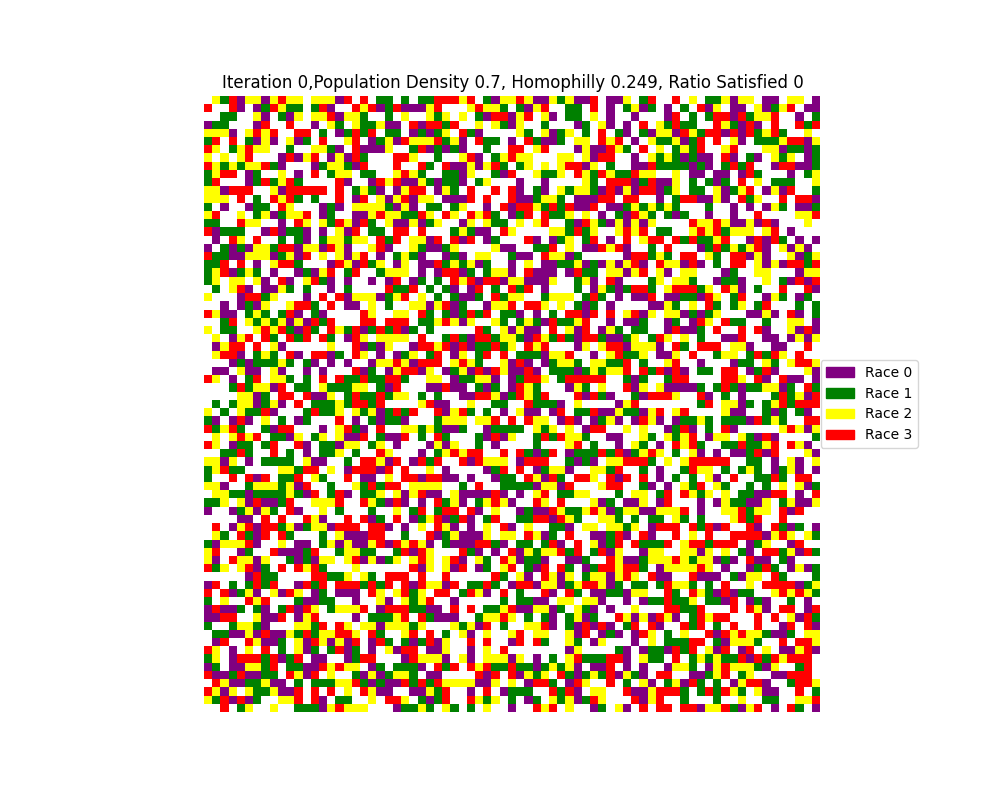 Iteration 0,Population Density 0.7, Homophilly 0.249, Ratio Satisfied 0
Race 0
Race 1
Race 2
Race 3